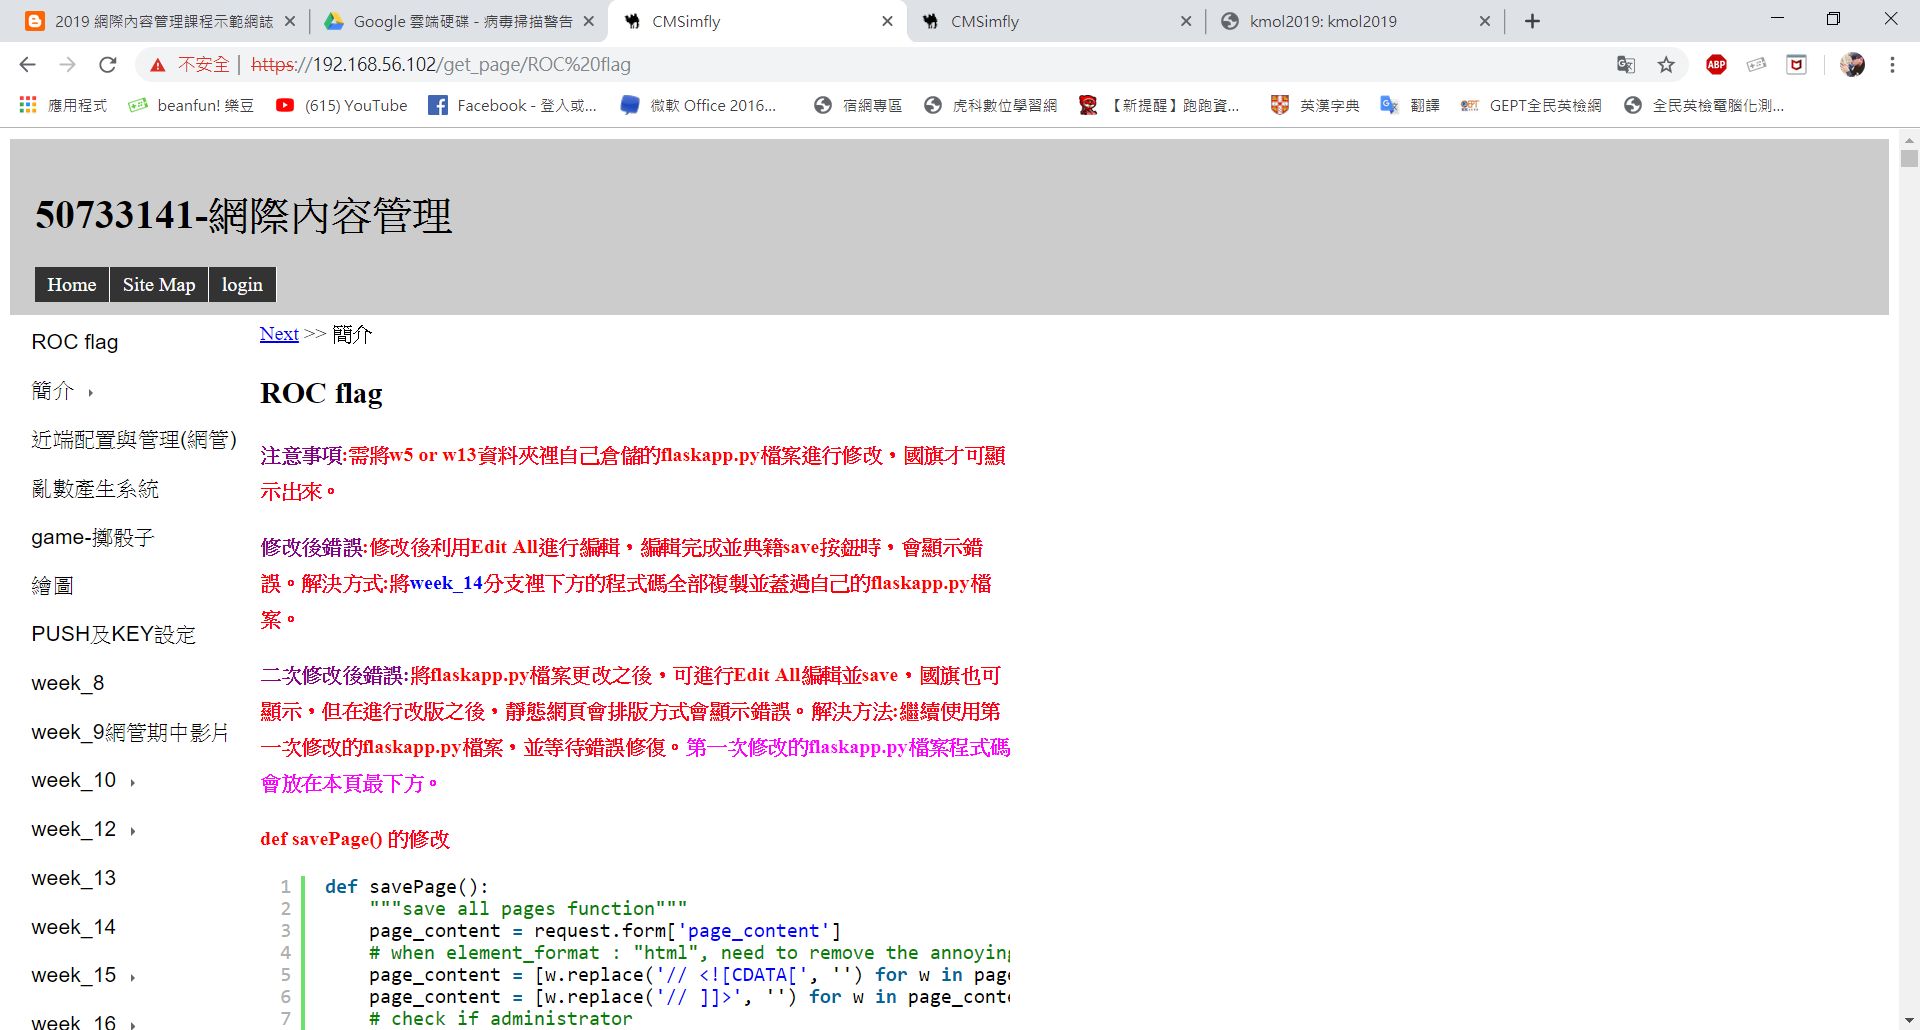 2019 網際內容管理課程示範網誌
Google 雲端硬碟 - 病毒掃描警告
CMSimfly
CMSimfly
kmol2019: kmol2019
不安全 | https://192.168.56.102/get_page/ROC%20flag
應用程式
beanfun! 樂豆
(615) YouTube
Facebook - 登入或...
微軟 Office 2016...
宿網專區
虎科數位學習網
【新提醒】跑跑資...
英漢字典
翻譯
GEPT全民英檢網
全民英檢電腦化測...
ABP
50733141-網際內容管理
Home
Site Map
login
ROC flag
簡介
近端配置與管理(網管)
亂數產生系統
game-擲骰子
繪圖
PUSH及KEY設定
week_8
week_9網管期中影片
week_10
week_12
week_13
week_14
week_15
week_16
Next >> 簡介
ROC flag
注意事項:需將w5 or w13資料夾裡自己倉儲的flaskapp.py檔案進行修改，國旗才可顯
示出來。
修改後錯誤:修改後利用Edit All進行編輯，編輯完成並典籍save按鈕時，會顯示錯
誤。解決方式:將week_14分支裡下方的程式碼全部複製並蓋過自己的flaskapp.py檔
案。
二次修改後錯誤:將flaskapp.py檔案更改之後，可進行Edit All編輯並save，國旗也可
顯示，但在進行改版之後，靜態網頁會排版方式會顯示錯誤。解決方法:繼續使用第
一次修改的flaskapp.py檔案，並等待錯誤修復。第一次修改的flaskapp.py檔案程式碼
會放在本頁最下方。
def savePage() 的修改
1 def savePage():
2 """save all pages function"""
3 page_content = request.form['page_content']
4 # when element_format : "html", need to remove the annoying
5 page_content = [w.replace('// <![CDATA[', '') for w in page
6 page_content = [w.replace('// ]]>', '') for w in page_conte
7 # check if administrator